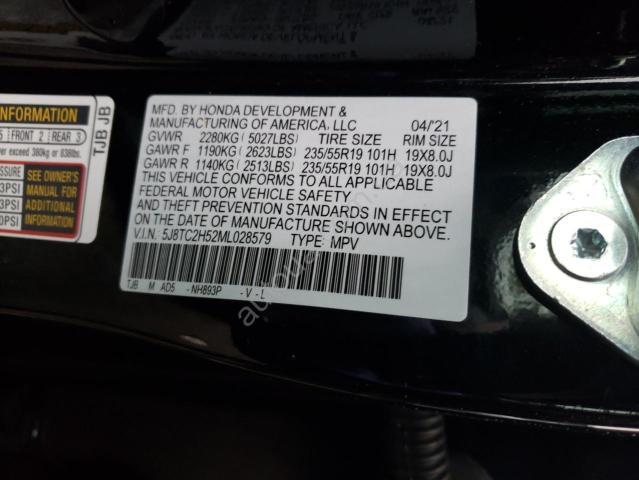 INFORMATION
5 FRONT 2 REAR 3
ver exceed 380kg or 838lbs.
SSURE
SEE OWNER'S
MANUAL FOR
ADDITIONAL
INFORMATION
3PSI
3PSI
0PSI
TJB JB
MFD. BY HONDA DEVELOPMENT &
MANUFACTURING OF AMERICA, LLC 04/'21
GVWR 2280KG(5027LBS) TIRE SIZE RIM SIZE
GAWR F 1190KG(2623LBS) 235/55R19 101H 19X8.0J
GAWR R 1140KG(2513LBS) 235/55R19 101H 19X8.0J
THIS VEHICLE CONFORMS TO ALL APPLICABLE
FEDERAL MOTOR VEHICLE SAFETY
AND THEFT PREVENTION STANDARDS IN EFFECT
ON THE DATE OF MANUFACTURE SHOWN ABOVE.
V.I.N.: 5J8TC2H52ML028579 TYPE: MPV
TJB M AD5 -NH893P -V-L